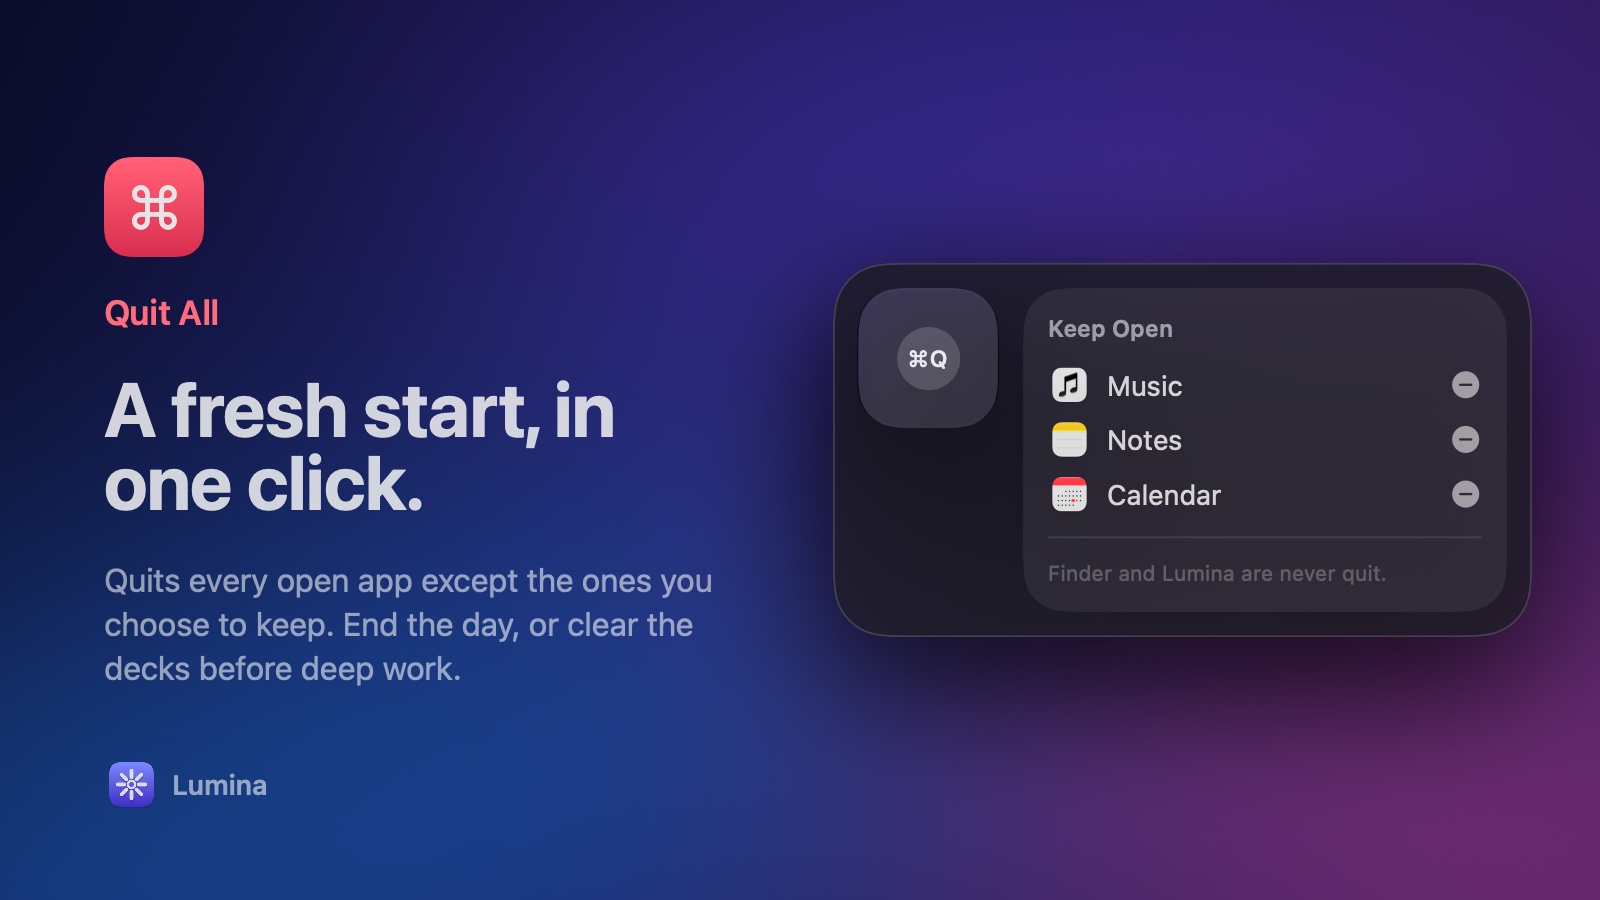 ⌘
Quit All
A fresh start, in
one click.
Quits every open app except the ones you
choose to keep. End the day, or clear the
decks before deep work.
Lumina
⌘Q
Keep Open
Music
Notes
Calendar
Finder and Lumina are never quit.